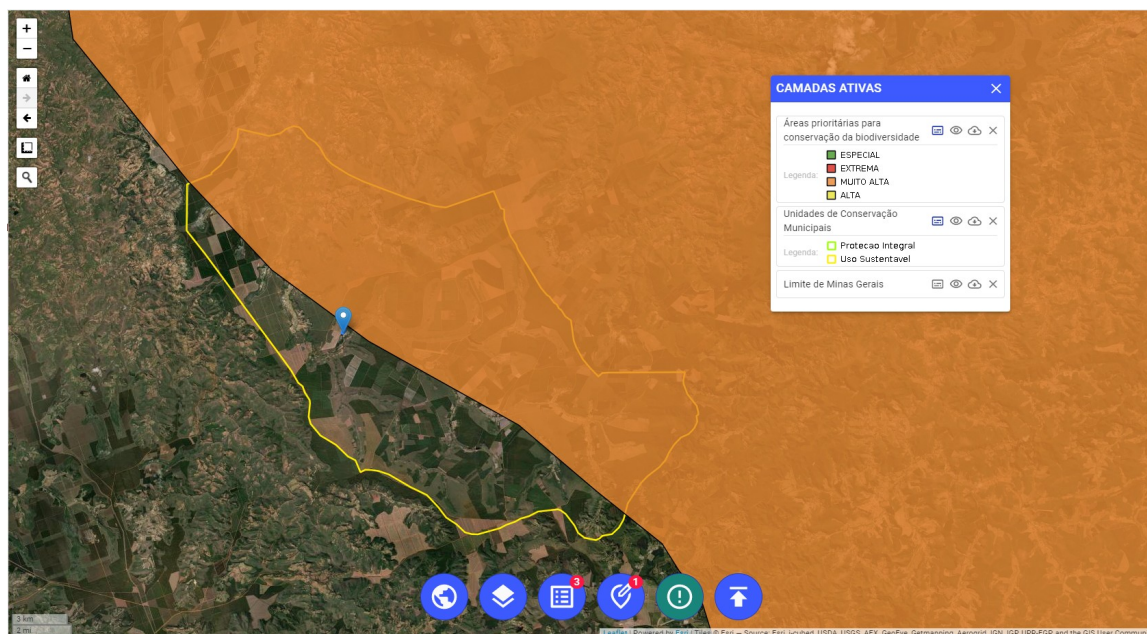 +
−
CAMADAS ATIVAS
Áreas prioritárias para
conservação da biodiversidade
Legenda:
ESPECIAL
EXTREMA
MUITO ALTA
ALTA
Unidades de Conservação
Municipais
Legenda:
Protecao Integral
Uso Sustentavel
Limite de Minas Gerais
3
1
3 km
2 mi
Leaflet | Powered by Esri | Tiles © Esri — Source: Esri, i-cubed, USDA, USGS, AEX, GeoEye, Getmapping, Aerogrid, IGN, IGP, UPR-EGP, and the GIS User Commu